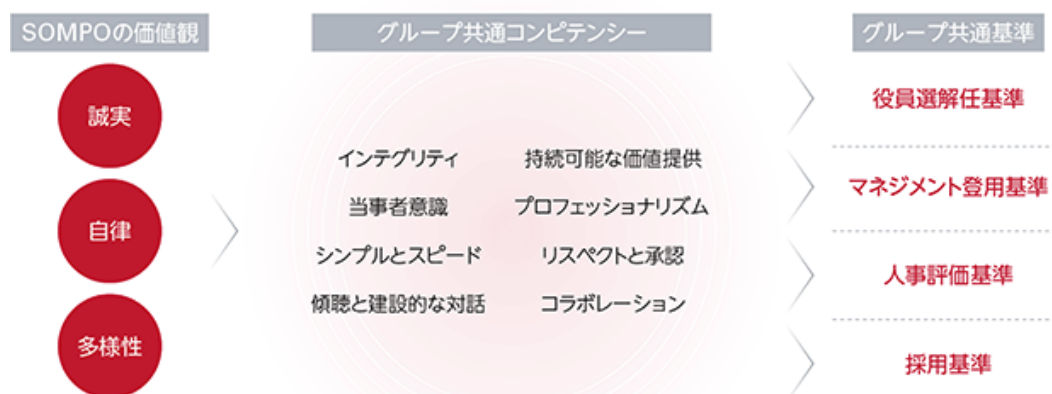 SOMPOの価値観
誠実
自律
多様性
グループ共通コンピテンシー
インテグリティ 持続可能な価値提供
当事者意識 プロフェッショナリズム
シンプルとスピード リスペクトと承認
傾聴と建設的な対話 コラボレーション
グループ共通基準
役員選解任基準
マネジメント登用基準
人事評価基準
採用基準